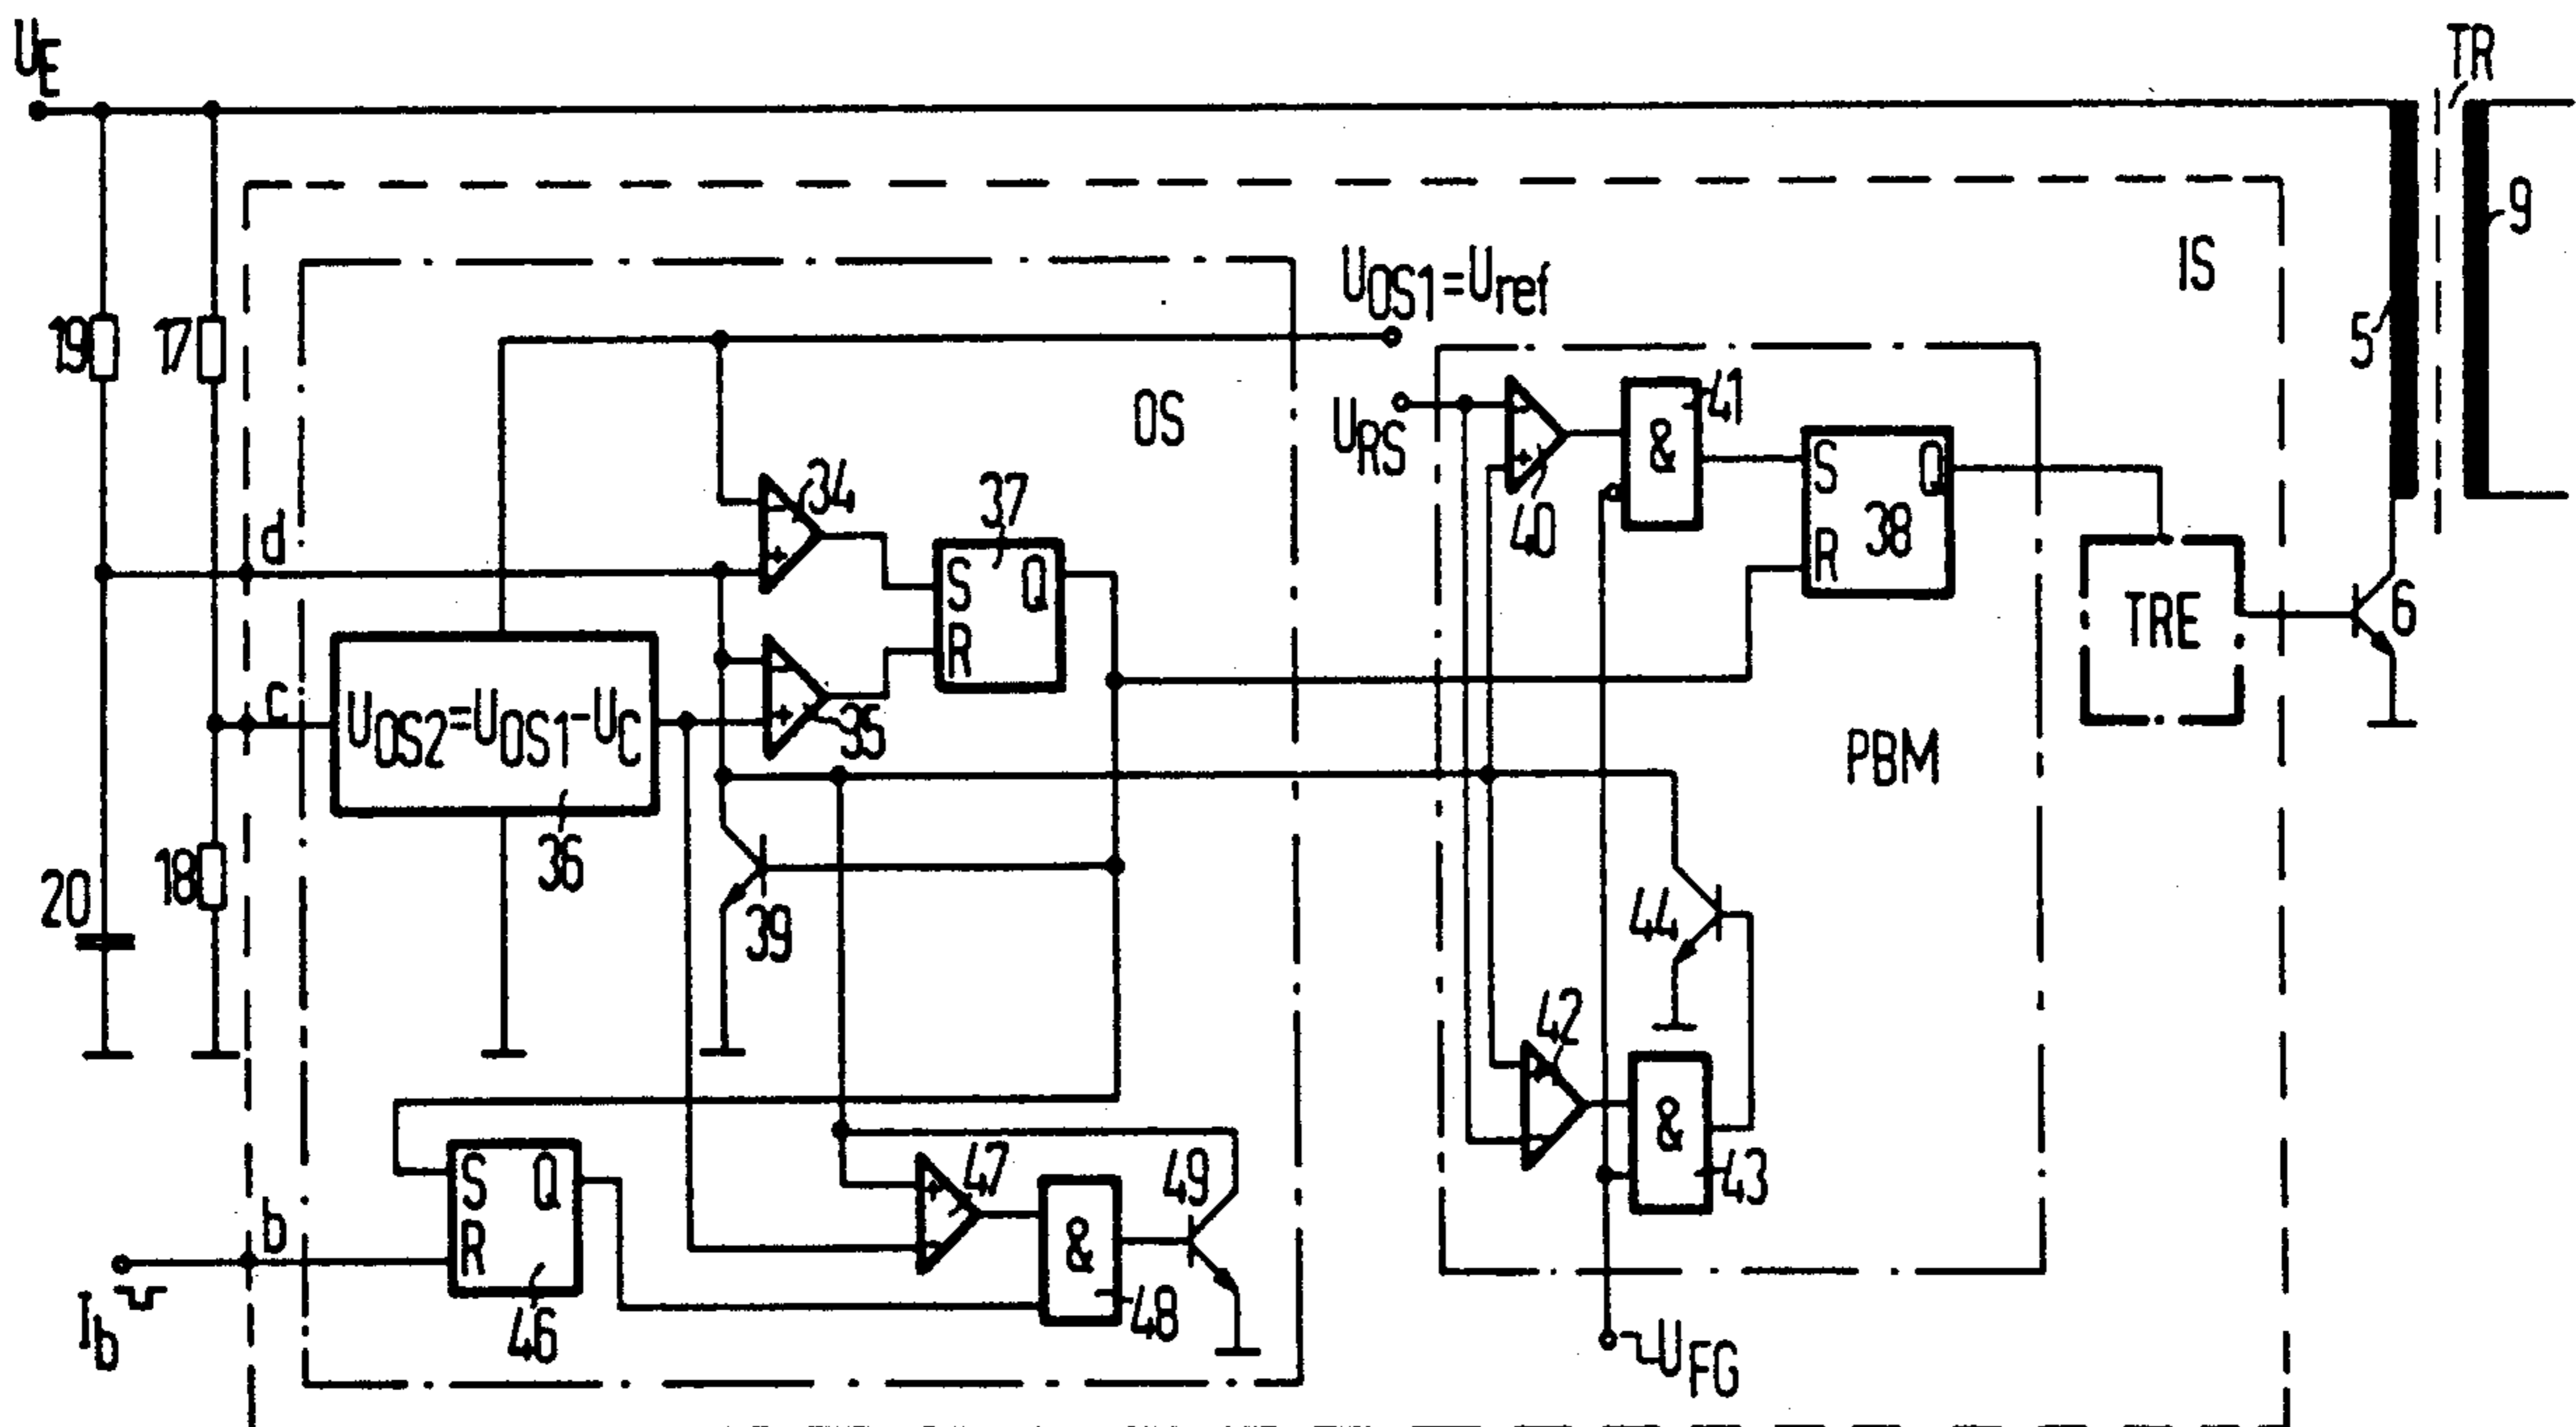 U_E
TR
9
IS
5
U_OS1=U_ref
19
17
OS
U_RS
41
&
34
37
40
S Q
38
R
d
S Q
R
TRE
6
c
U_OS2=U_OS1-U_C
35
PBM
36
18
20
39
44
42
&
43
47
49
S Q
R
b
&
48
46
I_b
U_FG